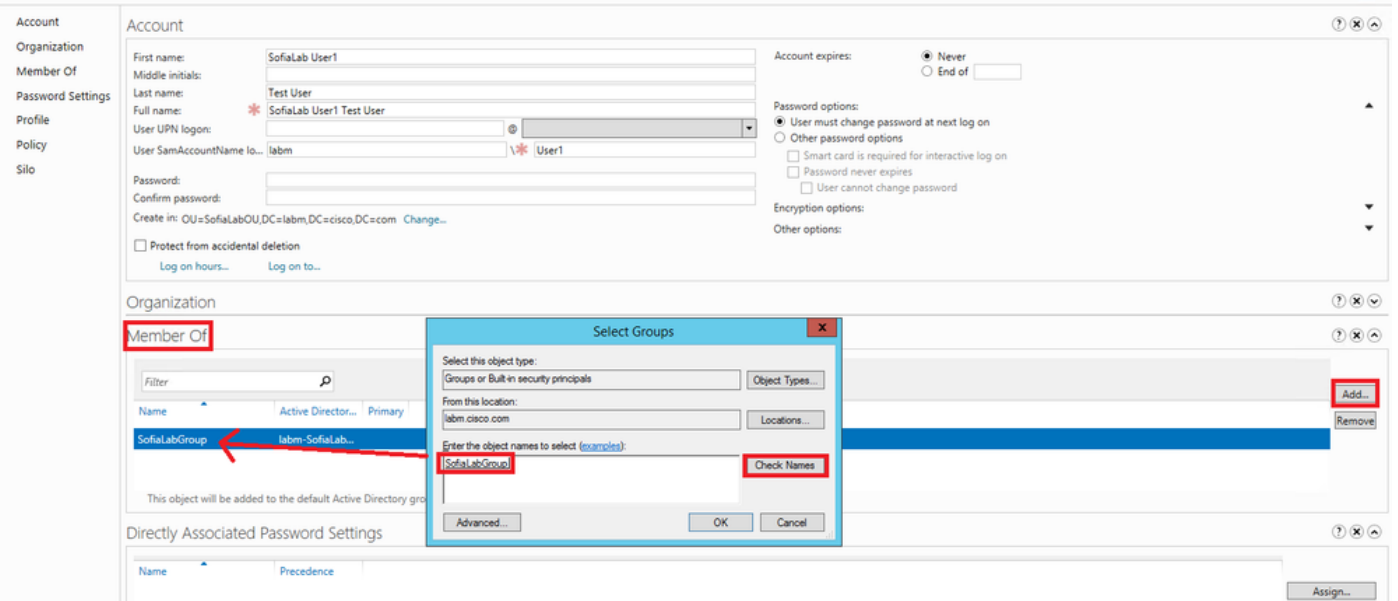 Account
Organization
Member Of
Password Settings
Profile
Policy
Silo
Account
First name: SofiaLab User1
Middle initials:
Last name: Test User
Full name: * SofiaLab User1 Test User
User UPN logon: @
User SamAccountName lo... labm \* User1
Password:
Confirm password:
Create in: OU=SofiaLabOU,DC=labm,DC=cisco,DC=com Change...
Protect from accidental deletion
Log on hours... Log on to...
Account expires: Never
End of
Password options:
User must change password at next log on
Other password options
Smart card is required for interactive log on
Password never expires
User cannot change password
Encryption options:
Other options:
Organization
Member Of
Filter
Name Active Director... Primary
SofiaLabGroup labm-SofiaLab...
This object will be added to the default Active Directory gro
Add...
Remove
Select Groups
x
Select this object type:
Groups or Built-in security principals Object Types...
From this location:
labm.cisco.com Locations...
Enter the object names to select (examples):
SofiaLabGroup Check Names
Advanced... OK Cancel
Directly Associated Password Settings
Name Precedence
Assign...